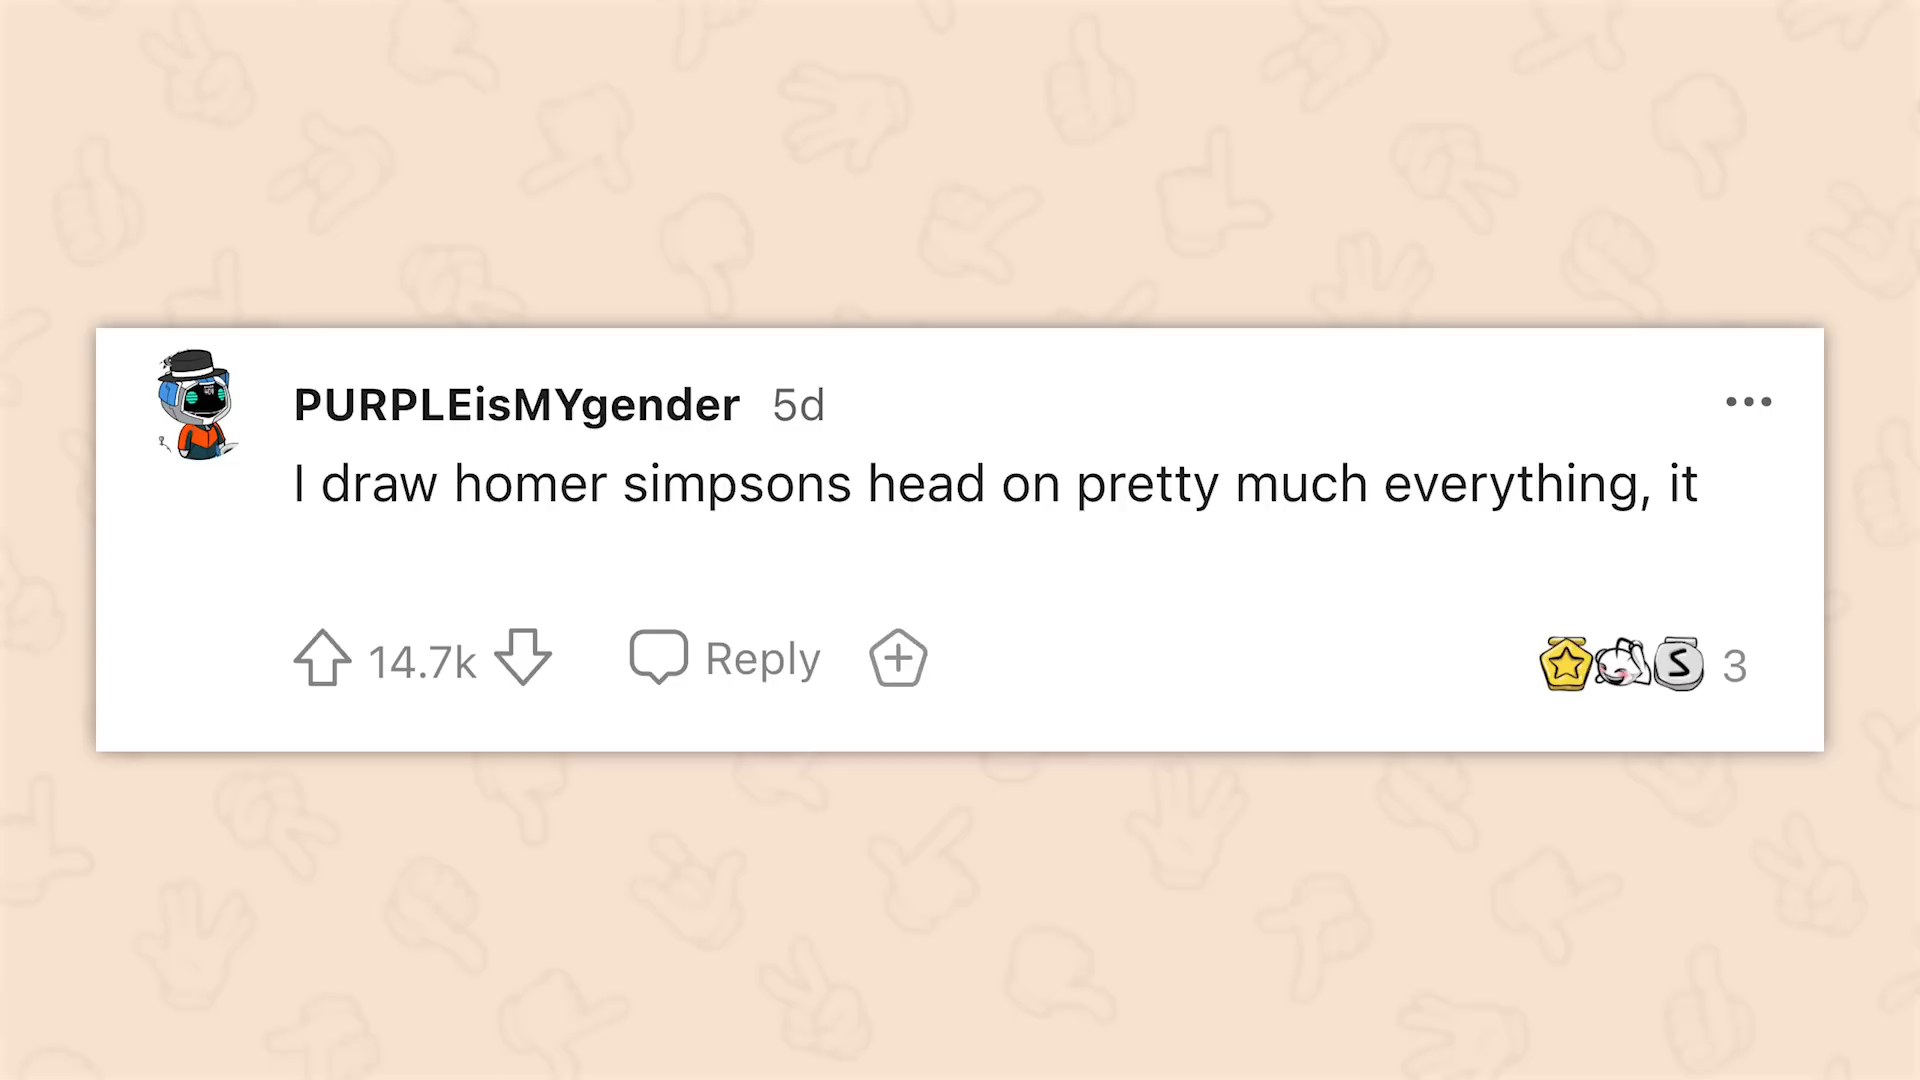 PURPLEisMYgender 5d
I draw homer simpsons head on pretty much everything, it
14.7k Reply
S 3